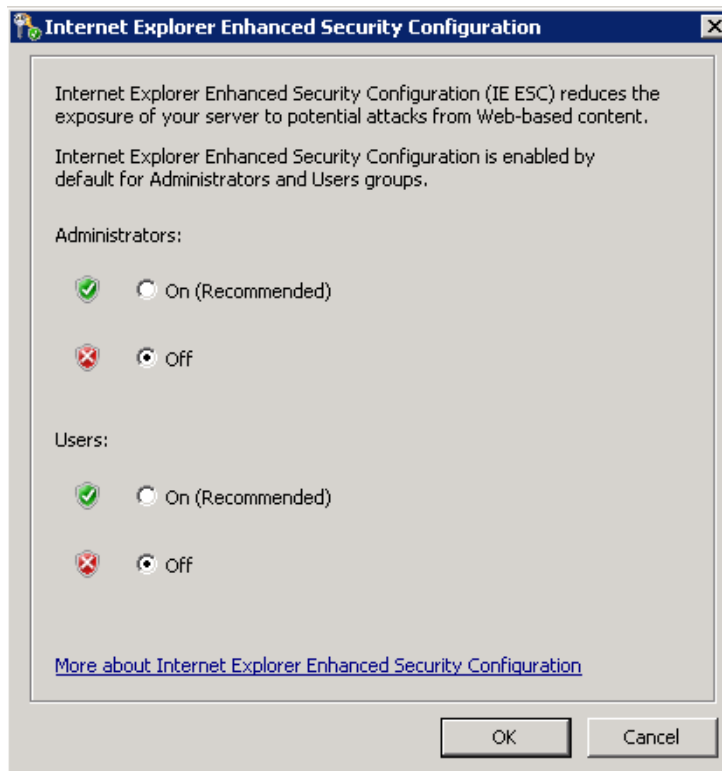 Internet Explorer Enhanced Security Configuration
Internet Explorer Enhanced Security Configuration (IE ESC) reduces the
exposure of your server to potential attacks from Web-based content.
Internet Explorer Enhanced Security Configuration is enabled by
default for Administrators and Users groups.
Administrators:
On (Recommended)
Off
Users:
On (Recommended)
Off
More about Internet Explorer Enhanced Security Configuration
OK Cancel